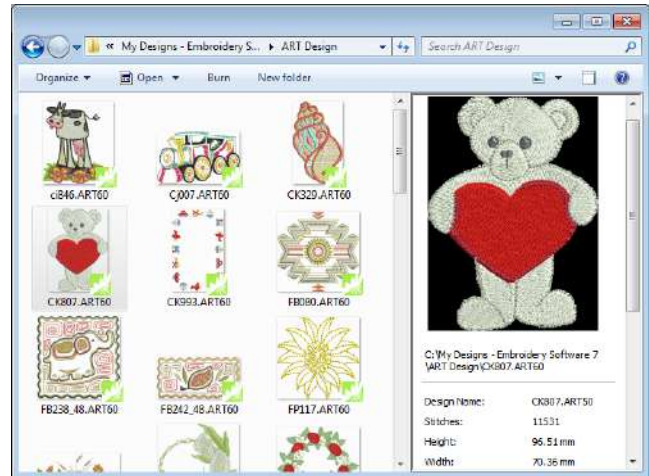 « My Designs - Embroidery S... ▸ ART Design
Search ART Design
Organize Open Burn New folder
ci846.ART60 Cj007.ART60 CK329.ART60
CK807.ART60 CK993.ART60 FB080.ART60
FB238_48.ART60 FB242_48.ART60 FP117.ART60
C:\My Designs - Embroidery Software 7
\ART Design\CK807.ART60
Design Name: CK807.ART50
Stitches: 11531
Height: 96.51 mm
Width: 70.36 mm